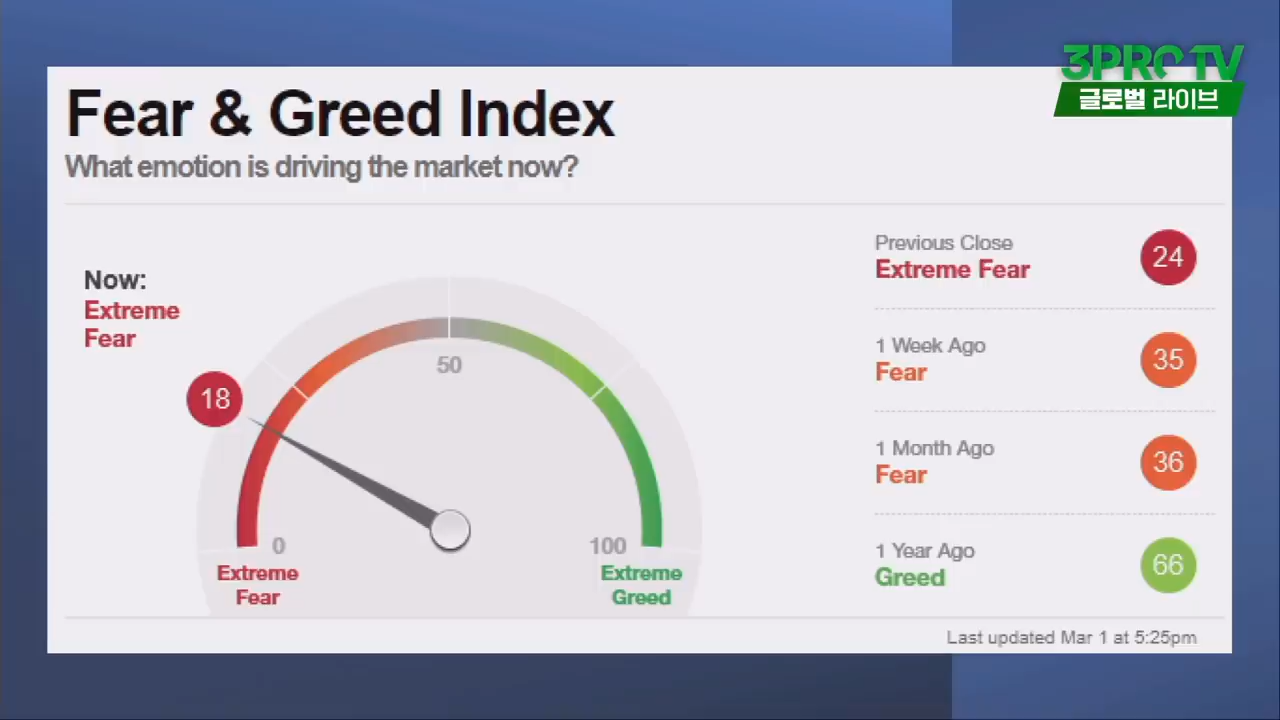 3PRO TV
글로벌 라이브
Fear & Greed Index
What emotion is driving the market now?
Now:
Extreme
Fear
18
50
0
100
Extreme
Fear
Extreme
Greed
Previous Close
Extreme Fear
24
1 Week Ago
Fear
35
1 Month Ago
Fear
36
1 Year Ago
Greed
66
Last updated Mar 1 at 5:25pm